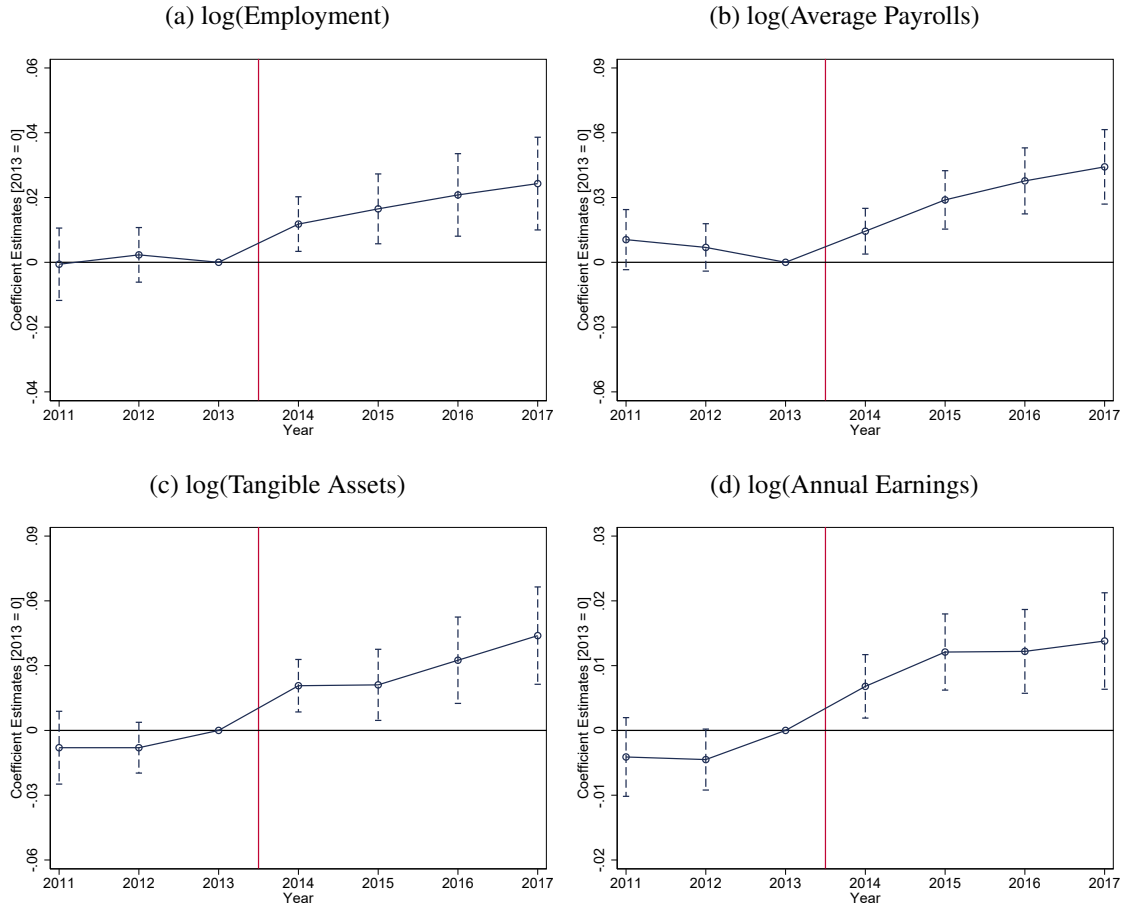 (a) log(Employment)
Coefficient Estimates [2013 = 0]
.06
.04
.02
0
-.02
-.04
2011 2012 2013 2014 2015 2016 2017
Year
(b) log(Average Payrolls)
Coefficient Estimates [2013 = 0]
.09
.06
.03
0
-.03
-.06
2011 2012 2013 2014 2015 2016 2017
Year
(c) log(Tangible Assets)
Coefficient Estimates [2013 = 0]
.09
.06
.03
0
-.03
-.06
2011 2012 2013 2014 2015 2016 2017
Year
(d) log(Annual Earnings)
Coefficient Estimates [2013 = 0]
.03
.02
.01
0
-.01
-.02
2011 2012 2013 2014 2015 2016 2017
Year